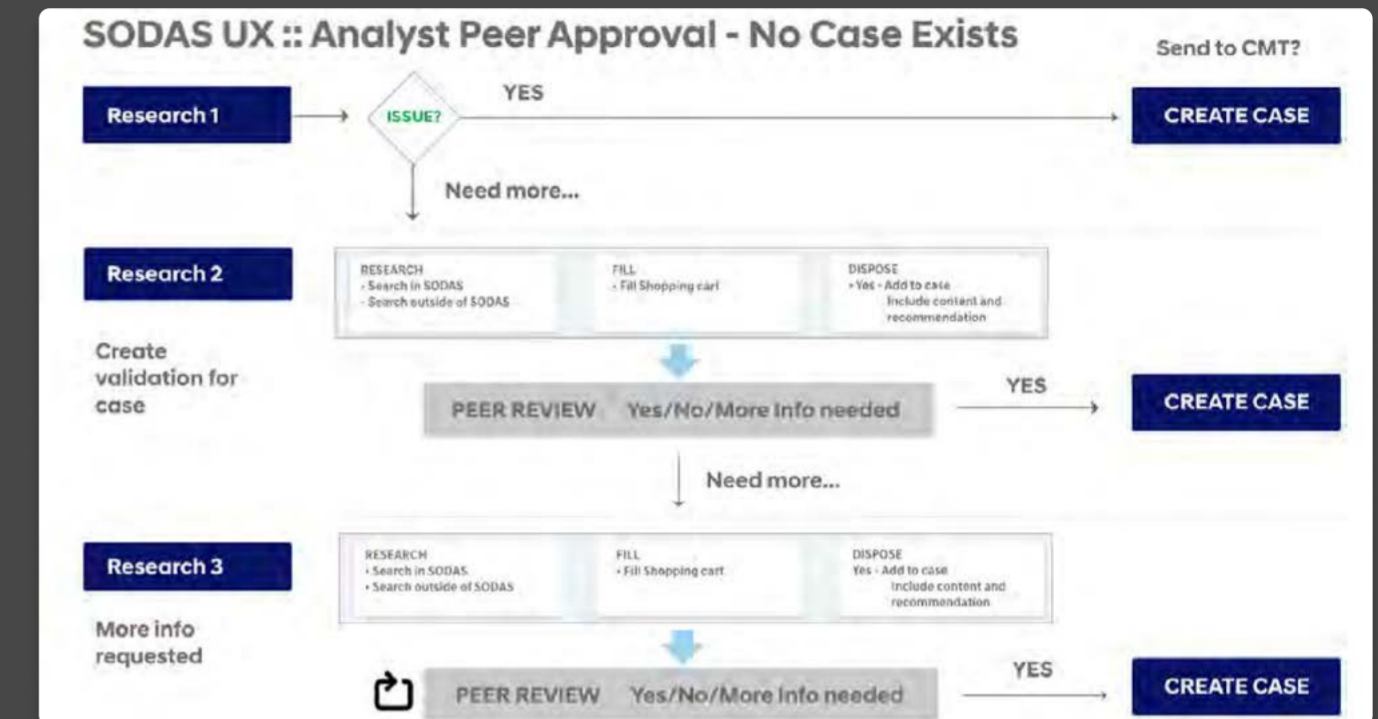 SODAS UX :: Analyst Peer Approval - No Case Exists
Send to CMT?
Research 1
ISSUE?
YES
CREATE CASE
Need more...
Research 2
RESEARCH
- Search in SODAS
- Search outside of SODAS
FILL
• Fill Shopping cart
DISPOSE
• Yes - Add to case
Include content and
recommendation
Create
validation for
case
PEER REVIEW Yes/No/More Info needed
YES
CREATE CASE
Need more...
Research 3
RESEARCH
• Search in SODAS
• Search outside of SODAS
FILL
• Fill Shopping cart
DISPOSE
Yes - Add to case
Include content and
recommendation
More info
requested
PEER REVIEW Yes/No/More Info needed
YES
CREATE CASE